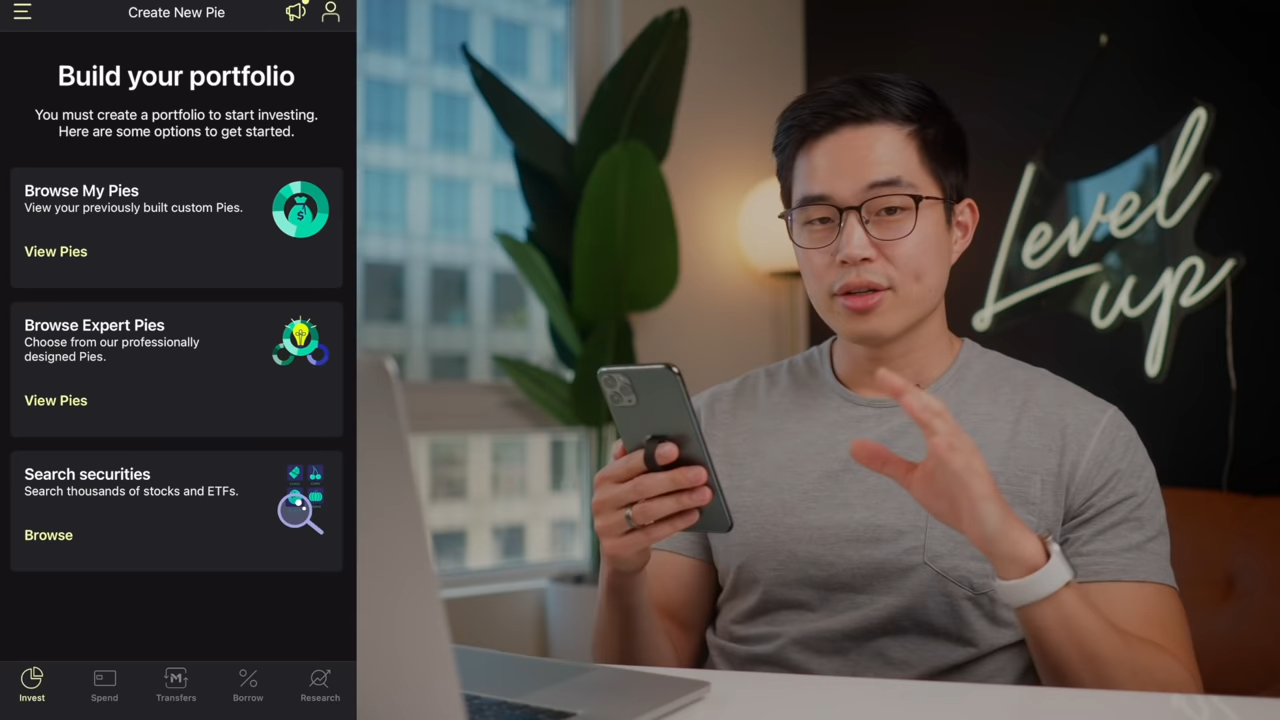 Create New Pie
Build your portfolio
You must create a portfolio to start investing.
Here are some options to get started.
Browse My Pies
View your previously built custom Pies.
View Pies
Browse Expert Pies
Choose from our professionally
designed Pies.
View Pies
Search securities
Search thousands of stocks and ETFs.
Browse
Invest
Spend
Transfers
Borrow
Research
Level
up